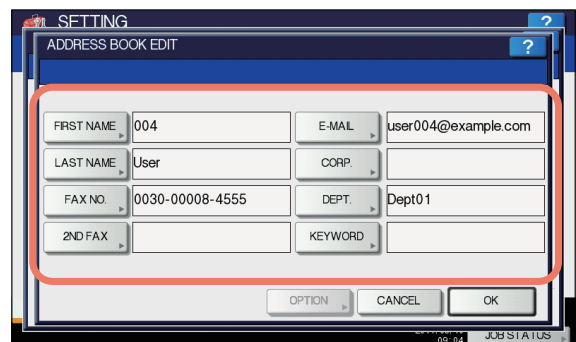 SETTING
?
ADDRESS BOOK EDIT
?
FIRST NAME 004
E-MAIL user004@example.com
LAST NAME User
CORP.
FAX NO. 0030-00008-4555
DEPT. Dept01
2ND FAX
KEYWORD
OPTION CANCEL OK
09:04 JOB STATUS